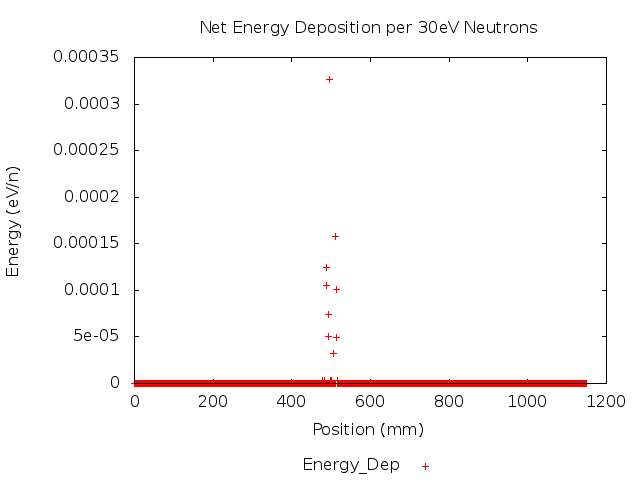 Net Energy Deposition per 30eV Neutrons
0.00035
0.0003
0.00025
0.0002
0.00015
0.0001
5e-05
0
Energy (eV/n)
0 200 400 600 800 1000 1200
Position (mm)
Energy_Dep